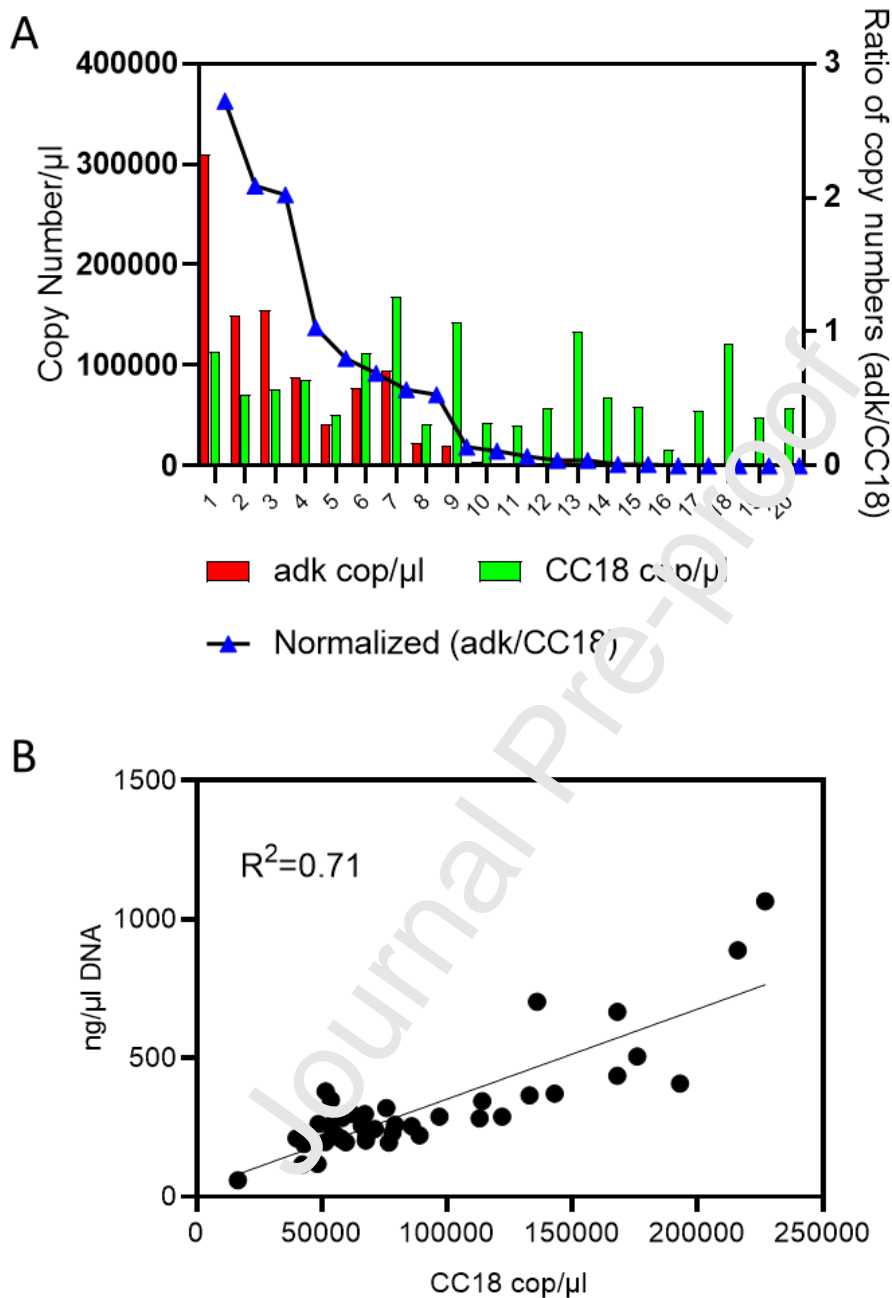 A
400000
300000
200000
100000
0
Copy Number/µl
3
2
1
0
Ratio of copy numbers (adk/CC18)
1 2 3 4 5 6 7 8 9 10 11 12 13 14 15 16 17 18 19 20
adk cop/µl CC18 cop/µl
Normalized (adk/CC18)
Journal Pre-proof
B
1500
1000
500
0
ng/µl DNA
R²=0.71
0 50000 100000 150000 200000 250000
CC18 cop/µl